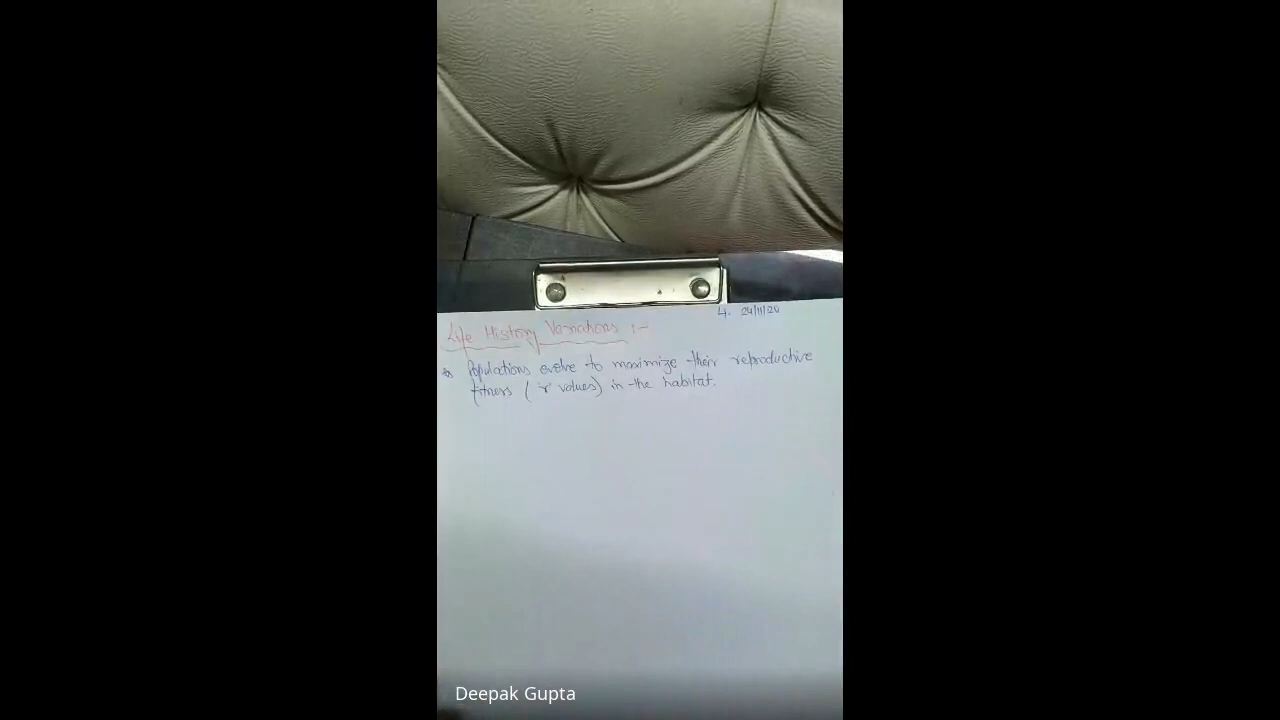 4. 24/11/20
Life History Variations :-
Populations evolve to maximize their reproductive
fitness ( r values) in the habitat.
Deepak Gupta